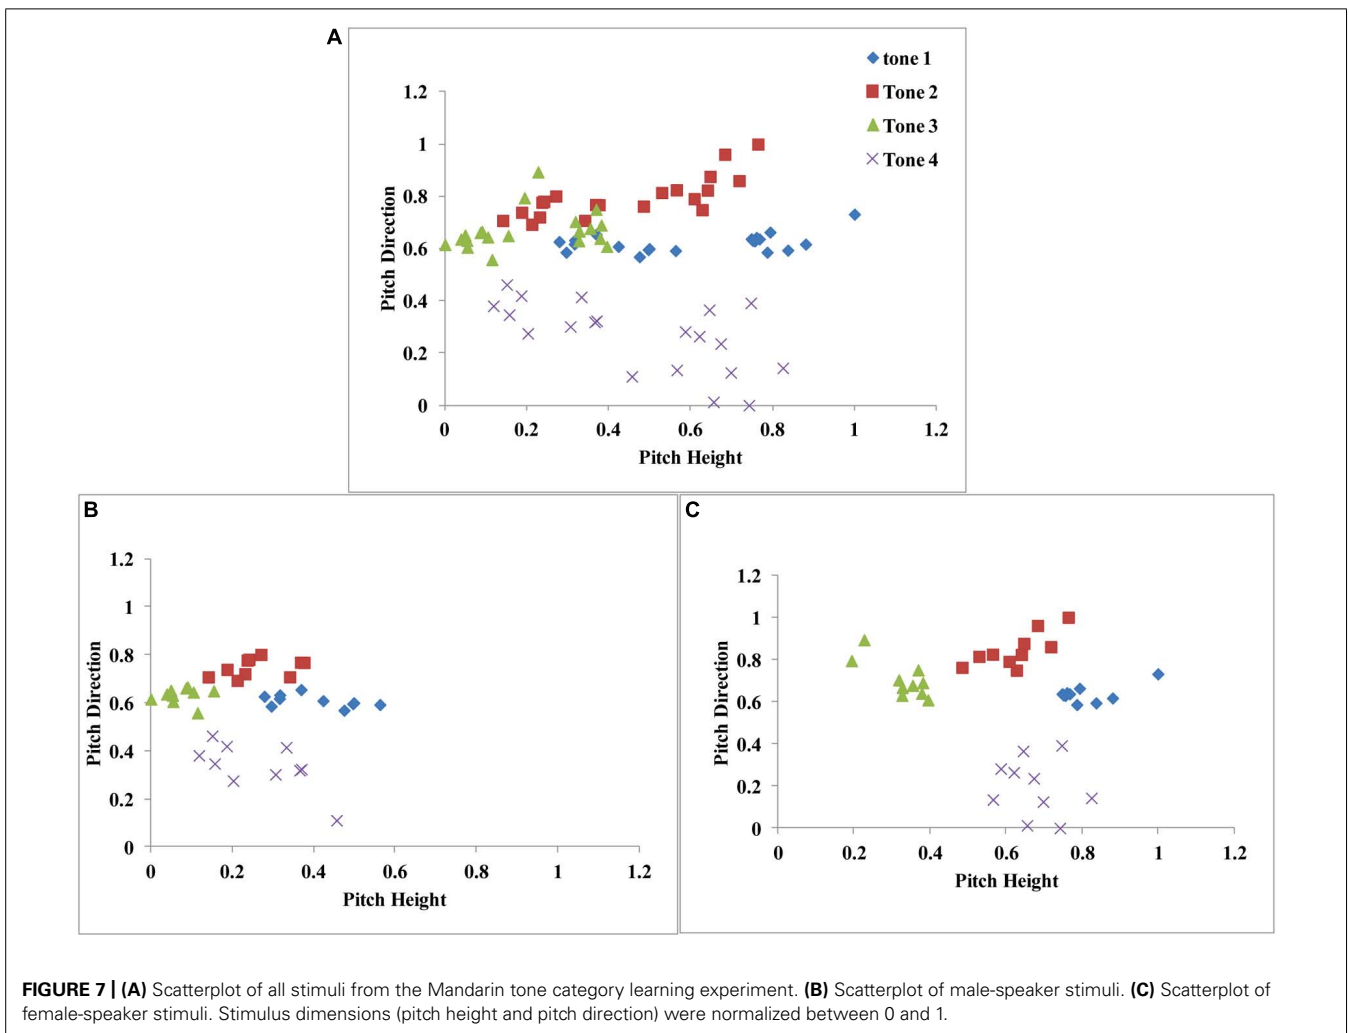 A
tone 1
Tone 2
Tone 3
Tone 4
1.2
1
0.8
0.6
0.4
0.2
0
Pitch Direction
0 0.2 0.4 0.6 0.8 1 1.2
Pitch Height
B
1.2
1
0.8
0.6
0.4
0.2
0
Pitch Direction
0 0.2 0.4 0.6 0.8 1 1.2
Pitch Height
C
1.2
1
0.8
0.6
0.4
0.2
0
Pitch Direction
0 0.2 0.4 0.6 0.8 1 1.2
Pitch Height
FIGURE 7 | (A) Scatterplot of all stimuli from the Mandarin tone category learning experiment. (B) Scatterplot of male-speaker stimuli. (C) Scatterplot of
female-speaker stimuli. Stimulus dimensions (pitch height and pitch direction) were normalized between 0 and 1.